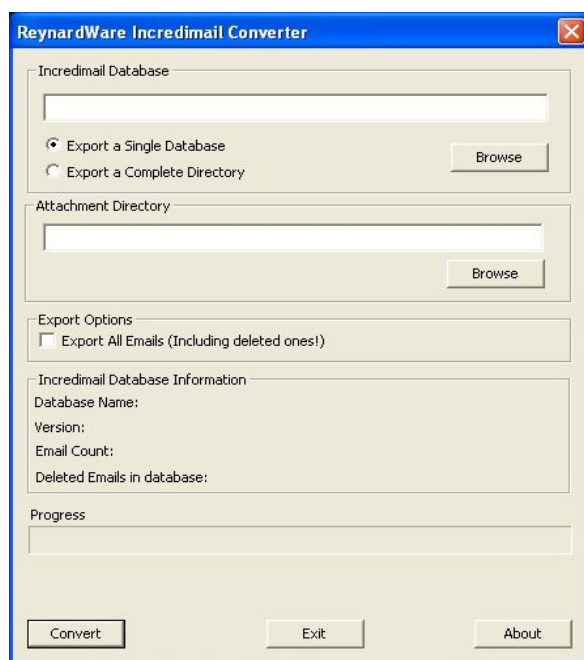 ReynardWare Incredimail Converter
Incredimail Database
Export a Single Database
Export a Complete Directory
Browse
Attachment Directory
Browse
Export Options
Export All Emails (Including deleted ones!)
Incredimail Database Information
Database Name:
Version:
Email Count:
Deleted Emails in database:
Progress
Convert
Exit
About